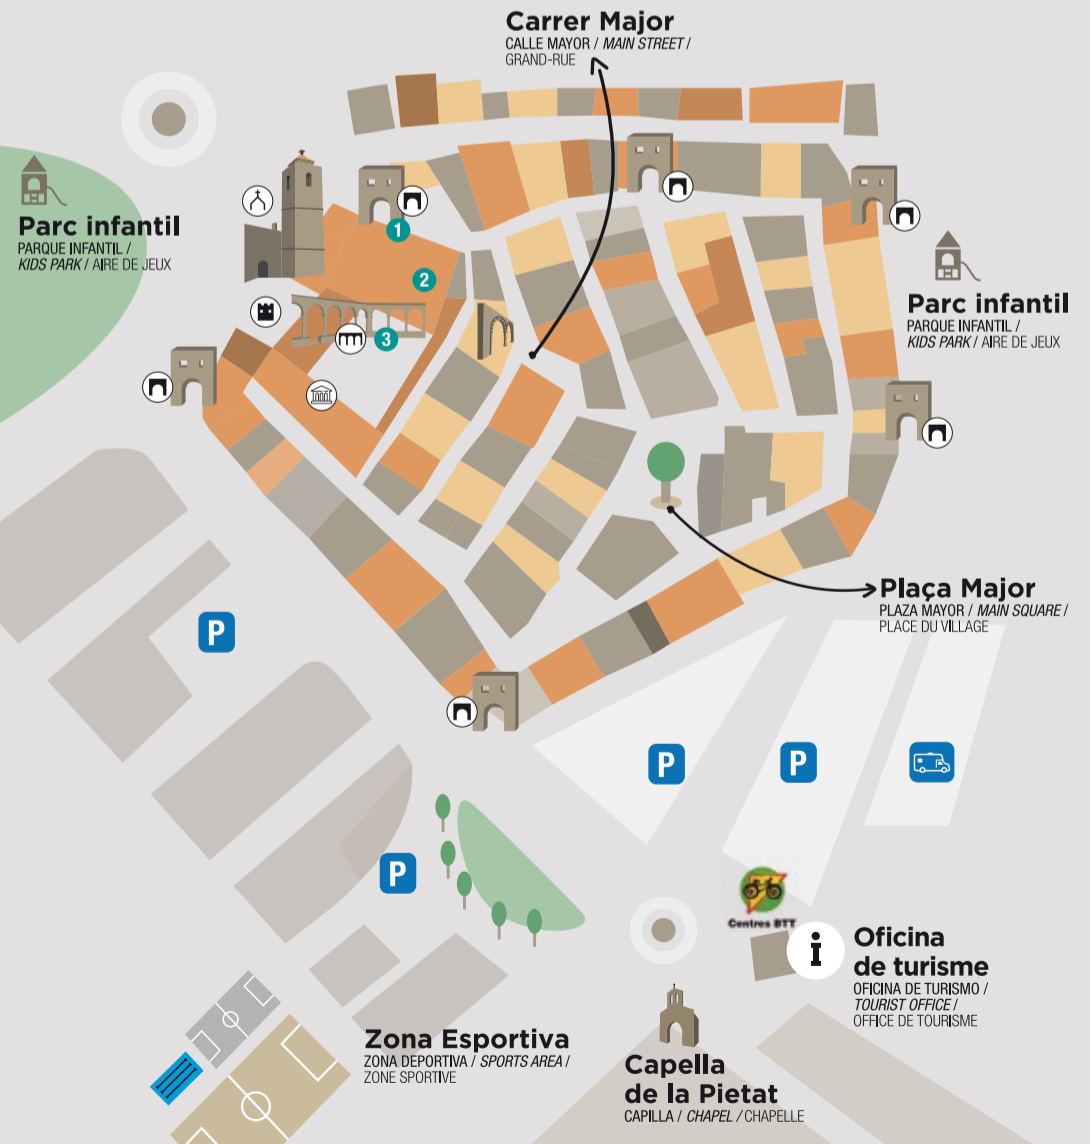 Carrer Major
CALLE MAYOR / MAIN STREET /
GRAND-RUE
Parc infantil
PARQUE INFANTIL /
KIDS PARK / AIRE DE JEUX
1
2
3
Parc infantil
PARQUE INFANTIL /
KIDS PARK / AIRE DE JEUX
Plaça Major
PLAZA MAYOR / MAIN SQUARE /
PLACE DU VILLAGE
P
P
P
P
Centres BTT
i
Oficina
de turisme
OFICINA DE TURISMO /
TOURIST OFFICE /
OFFICE DE TOURISME
Zona Esportiva
ZONA DEPORTIVA / SPORTS AREA /
ZONE SPORTIVE
Capella
de la Pietat
CAPILLA / CHAPEL / CHAPELLE